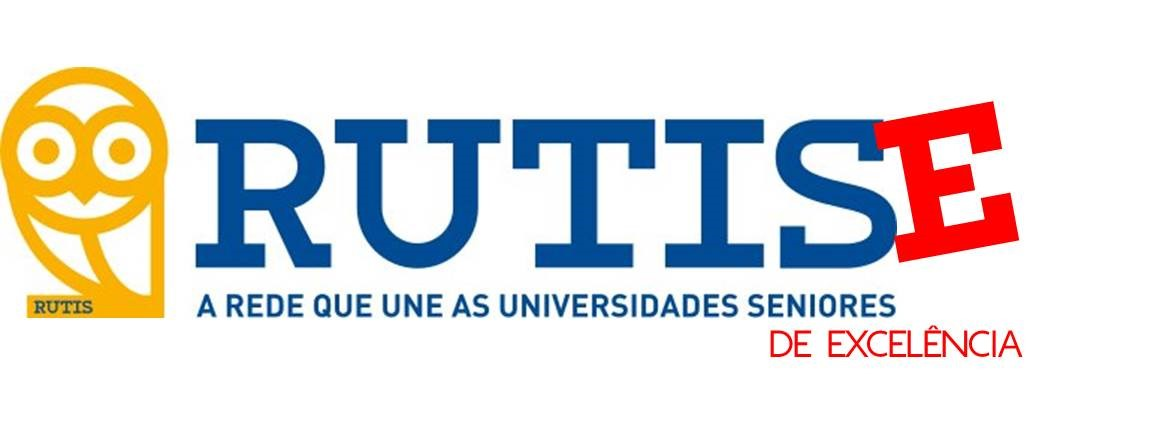 RUTISE
RUTIS
A REDE QUE UNE AS UNIVERSIDADES SENIORES
DE EXCELÊNCIA